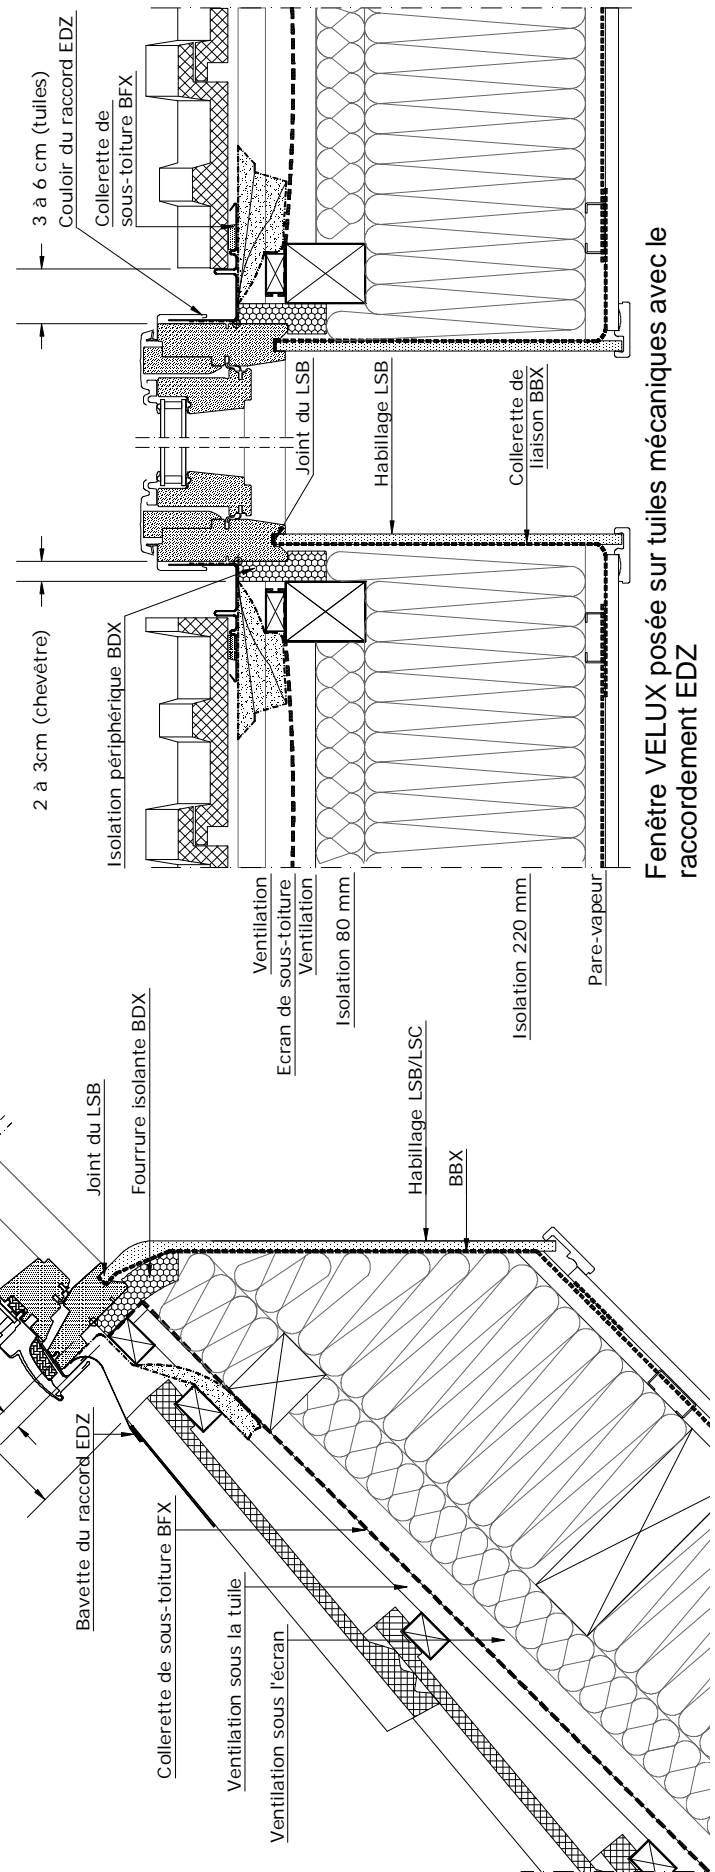 3 à 6 cm (tuiles)
Couloir du raccord EDZ
Collerette de
sous-toiture BFX
Joint du LSB
Habillage LSB
Collerette de
liaison BBX
2 à 3cm (chevêtre)
Isolation périphérique BDX
Ventilation
Ecran de sous-toiture
Ventilation
Isolation 80 mm
Isolation 220 mm
Pare-vapeur
Fenêtre VELUX posée sur tuiles mécaniques avec le
raccordement EDZ
Joint du LSB
Fourrure isolante BDX
Habillage LSB/LSC
BBX
Bavette du raccord EDZ
Collerette de sous-toiture BFX
Ventilation sous la tuile
Ventilation sous l'écran